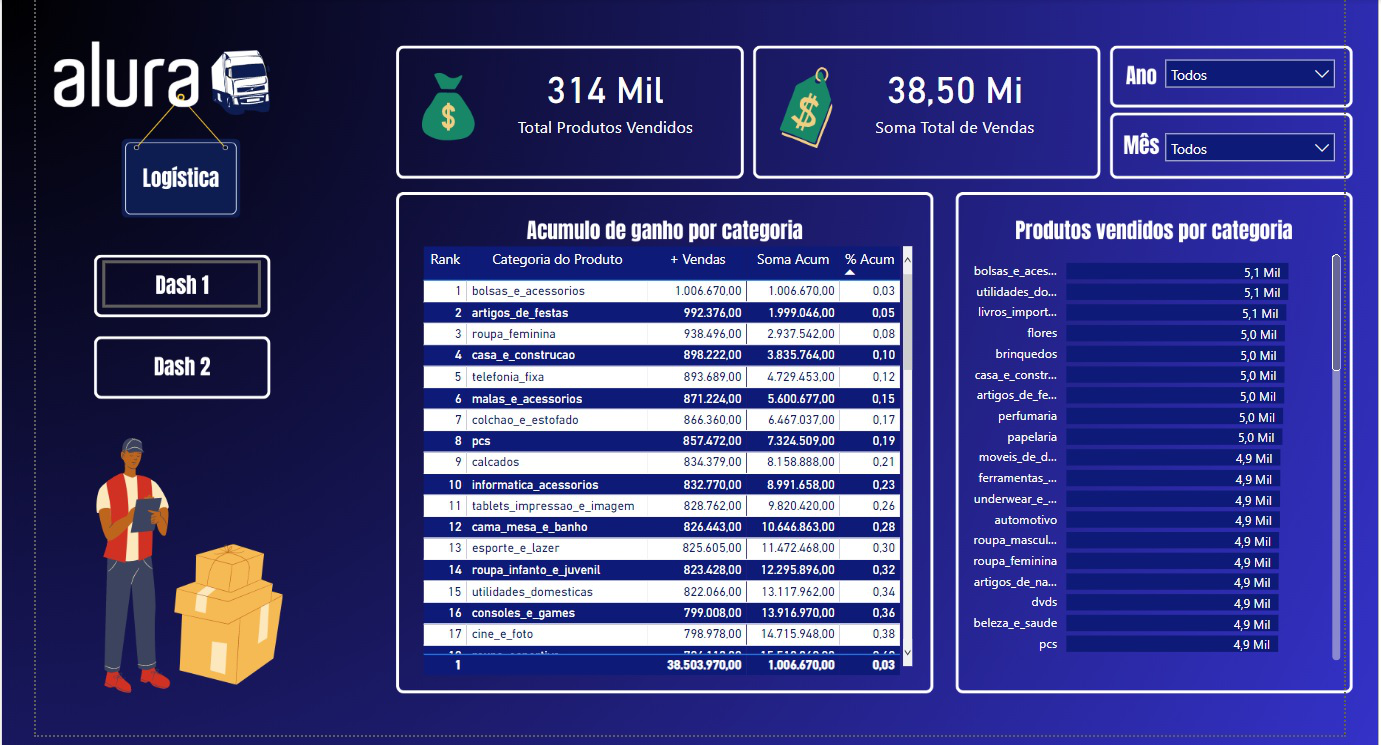 alura
Logística
Dash 1
Dash 2
314 Mil
Total Produtos Vendidos
38,50 Mi
Soma Total de Vendas
Ano Todos
Mês Todos
Acumulo de ganho por categoria
Rank Categoria do Produto + Vendas Soma Acum % Acum
1 bolsas_e_acessorios 1.006.670,00 1.006.670,00 0,03
2 artigos_de_festas 992.376,00 1.999.046,00 0,05
3 roupa_feminina 938.496,00 2.937.542,00 0,08
4 casa_e_construcao 898.222,00 3.835.764,00 0,10
5 telefonia_fixa 893.689,00 4.729.453,00 0,12
6 malas_e_acessorios 871.224,00 5.600.677,00 0,15
7 colchao_e_estofado 866.360,00 6.467.037,00 0,17
8 pcs 857.472,00 7.324.509,00 0,19
9 calcados 834.379,00 8.158.888,00 0,21
10 informatica_acessorios 832.770,00 8.991.658,00 0,23
11 tablets_impressao_e_imagem 828.762,00 9.820.420,00 0,26
12 cama_mesa_e_banho 826.443,00 10.646.863,00 0,28
13 esporte_e_lazer 825.605,00 11.472.468,00 0,30
14 roupa_infanto_e_juvenil 823.428,00 12.295.896,00 0,32
15 utilidades_domesticas 822.066,00 13.117.962,00 0,34
16 consoles_e_games 799.008,00 13.916.970,00 0,36
17 cine_e_foto 798.978,00 14.715.948,00 0,38
1 38.503.970,00 1.006.670,00 0,03
Produtos vendidos por categoria
bolsas_e_aces... 5,1 Mil
utilidades_do... 5,1 Mil
livros_import... 5,1 Mil
flores 5,0 Mil
brinquedos 5,0 Mil
casa_e_constr... 5,0 Mil
artigos_de_fe... 5,0 Mil
perfumaria 5,0 Mil
papelaria 5,0 Mil
moveis_de_d... 4,9 Mil
ferramentas_... 4,9 Mil
underwear_e_... 4,9 Mil
automotivo 4,9 Mil
roupa_mascul... 4,9 Mil
roupa_feminina 4,9 Mil
artigos_de_na... 4,9 Mil
dvds 4,9 Mil
beleza_e_saude 4,9 Mil
pcs 4,9 Mil